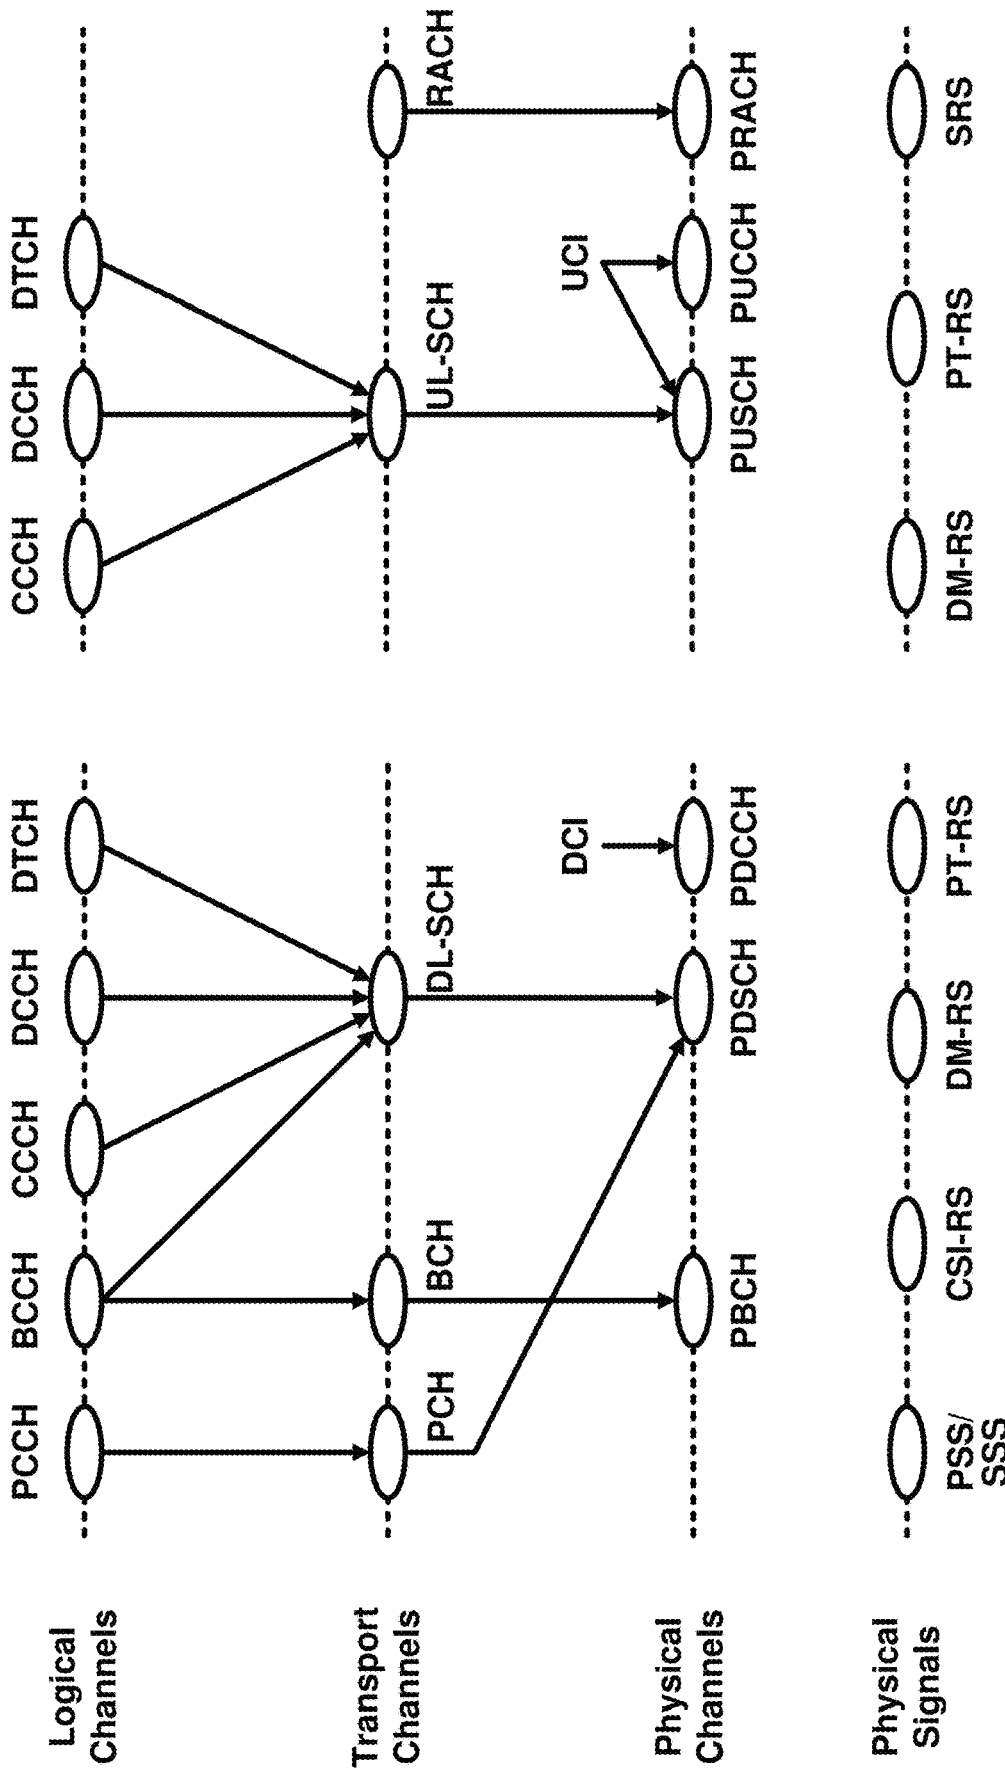 Logical
Channels
PCCH
BCCH
CCCH
DCCH
DTCH
CCCH
DCCH
DTCH
Transport
Channels
PCH
BCH
DL-SCH
UL-SCH
RACH
DCI
UCI
Physical
Channels
PBCH
PDSCH
PDCCH
PUSCH
PUCCH
PRACH
Physical
Signals
PSS/
SSS
CSI-RS
DM-RS
PT-RS
DM-RS
PT-RS
SRS